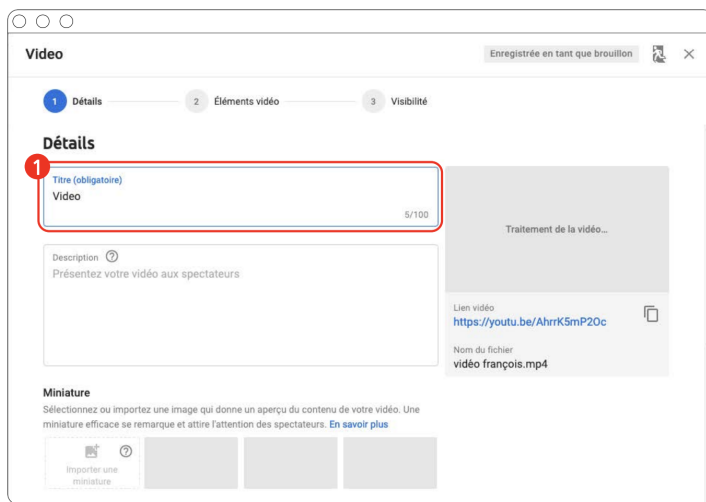 Video
Enregistrée en tant que brouillon
1 Détails
2 Éléments vidéo
3 Visibilité
Détails
1
Titre (obligatoire)
Video
5/100
Traitement de la vidéo...
Description ?
Présentez votre vidéo aux spectateurs
Lien vidéo
https://youtu.be/AhrrK5mP2Oc
Nom du fichier
vidéo françois.mp4
Miniature
Sélectionnez ou importez une image qui donne un aperçu du contenu de votre vidéo. Une
miniature efficace se remarque et attire l'attention des spectateurs. En savoir plus
?
Importer une
miniature